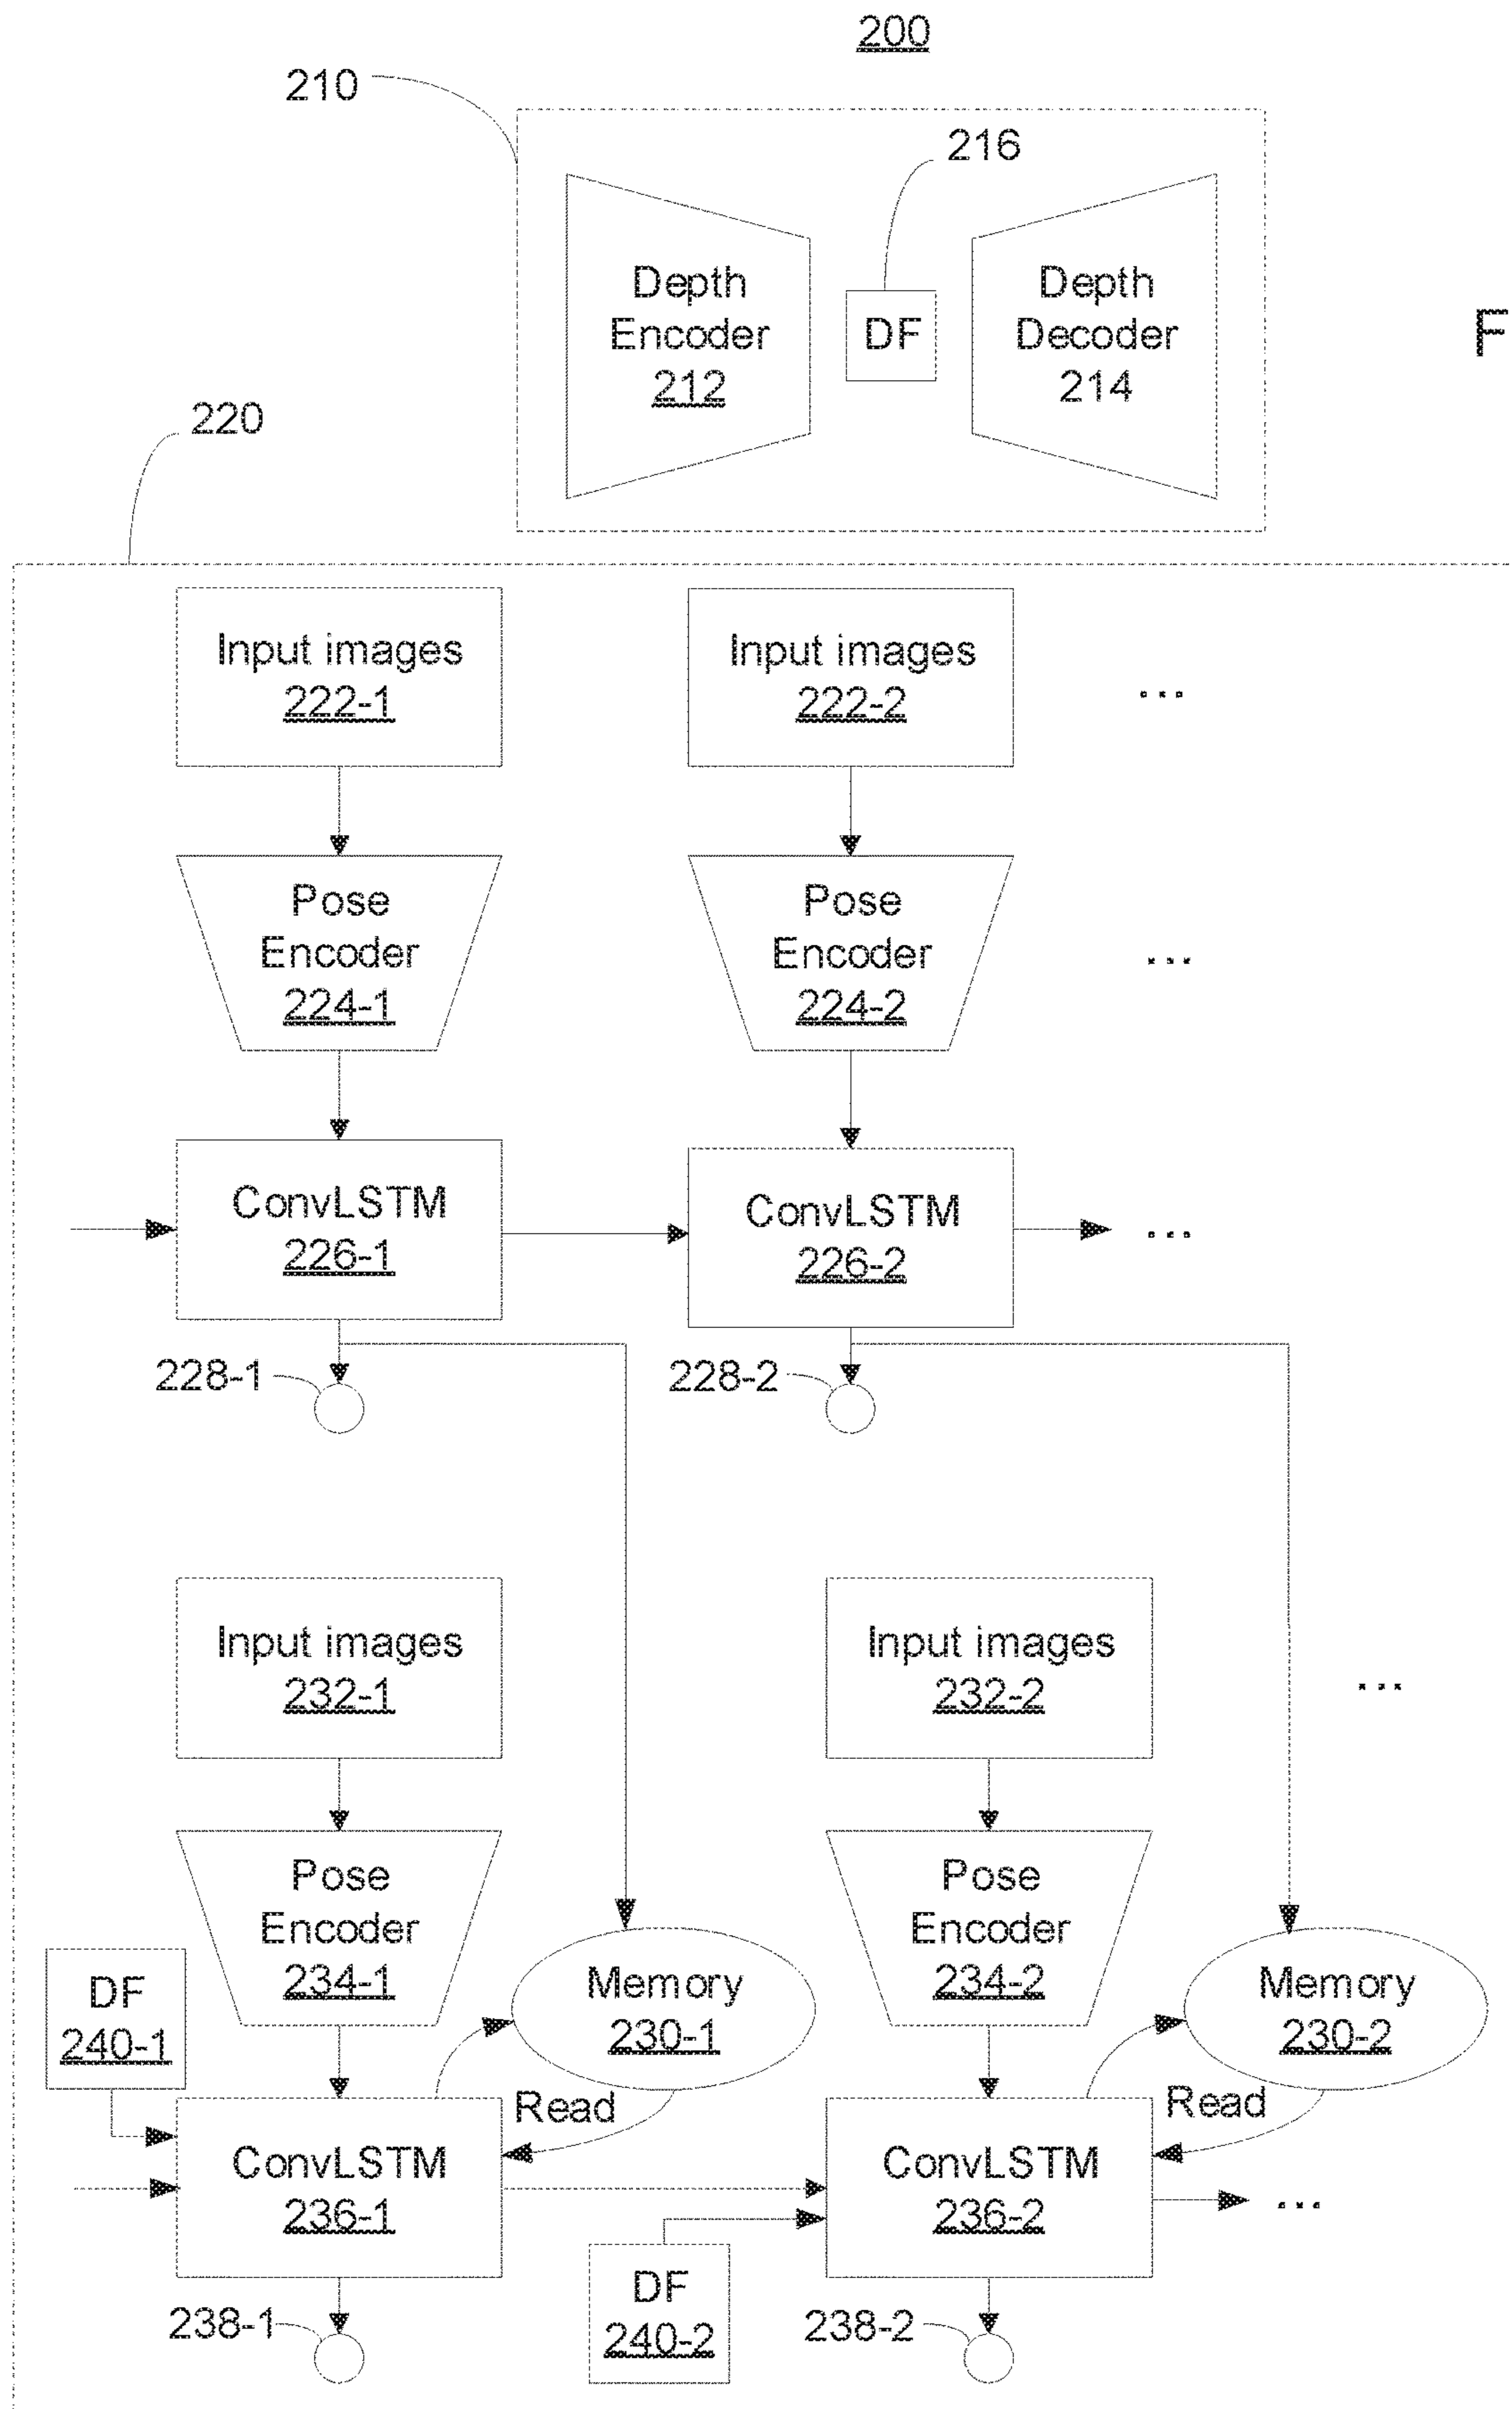 200
210
216
Depth
Encoder
212
DF
Depth
Decoder
214
F
220
Input images
222-1
Input images
222-2
...
Pose
Encoder
224-1
Pose
Encoder
224-2
...
ConvLSTM
226-1
ConvLSTM
226-2
...
228-1
228-2
Input images
232-1
Input images
232-2
...
Pose
Encoder
234-1
Pose
Encoder
234-2
DF
240-1
Memory
230-1
Memory
230-2
Read
Read
ConvLSTM
236-1
ConvLSTM
236-2
...
DF
240-2
238-1
238-2